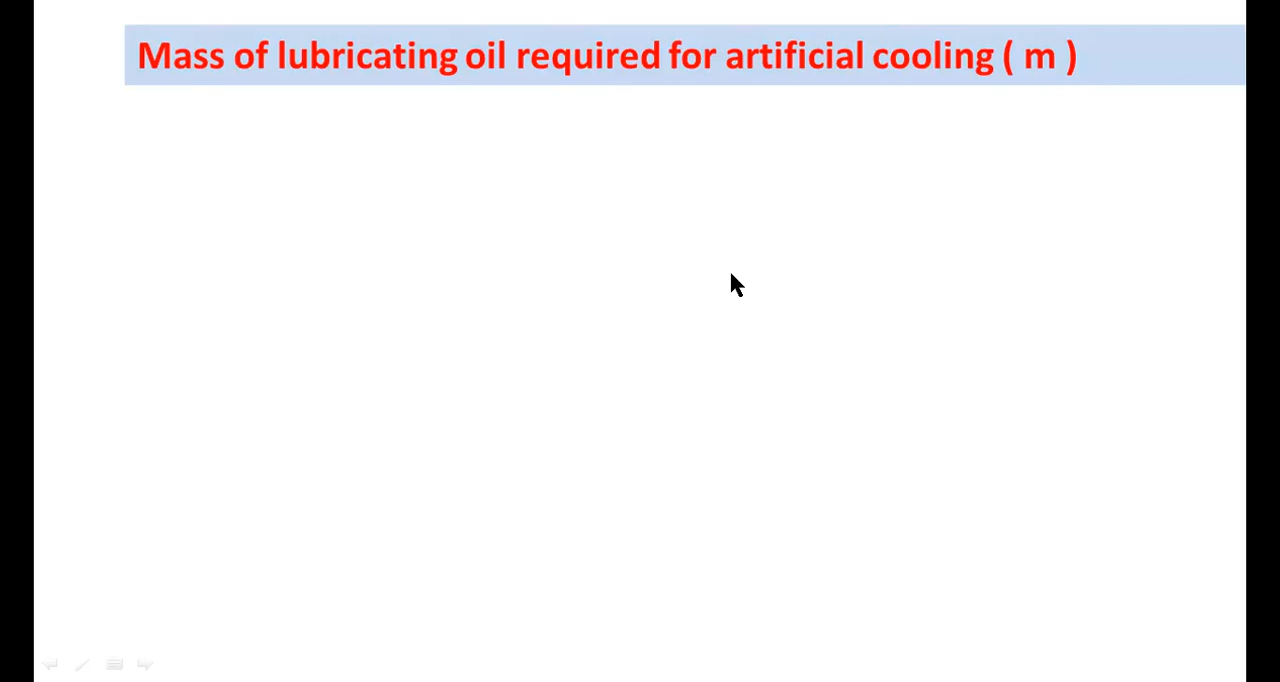 Mass of lubricating oil required for artificial cooling ( m )